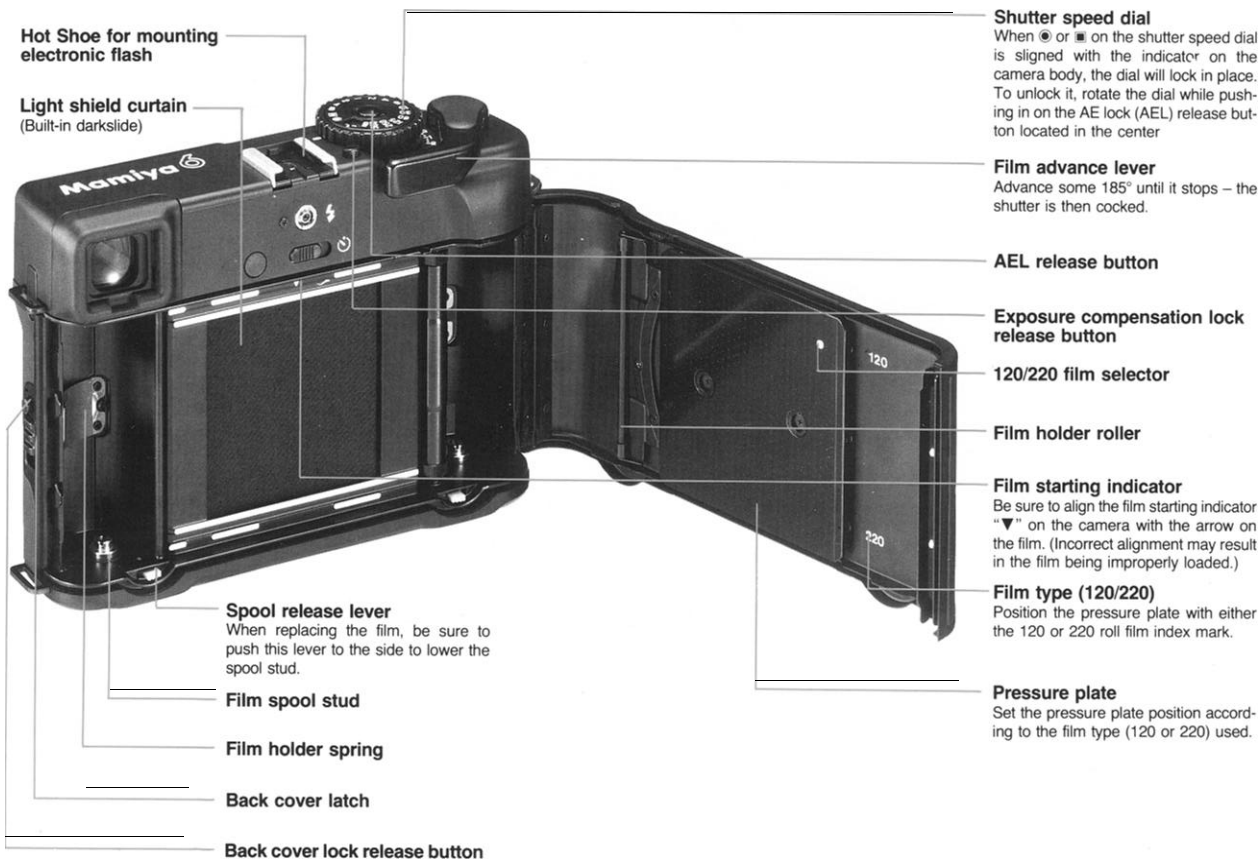 Hot Shoe for mounting
electronic flash
Light shield curtain
(Built-in darkslide)
Mamiya 6
120
220
Spool release lever
When replacing the film, be sure to
push this lever to the side to lower the
spool stud.
Film spool stud
Film holder spring
Back cover latch
Back cover lock release button
Shutter speed dial
When ◉ or ▣ on the shutter speed dial
is sligned with the indicator on the
camera body, the dial will lock in place.
To unlock it, rotate the dial while push-
ing in on the AE lock (AEL) release but-
ton located in the center
Film advance lever
Advance some 185° until it stops – the
shutter is then cocked.
AEL release button
Exposure compensation lock
release button
120/220 film selector
Film holder roller
Film starting indicator
Be sure to align the film starting indicator
“▼” on the camera with the arrow on
the film. (Incorrect alignment may result
in the film being improperly loaded.)
Film type (120/220)
Position the pressure plate with either
the 120 or 220 roll film index mark.
Pressure plate
Set the pressure plate position accord-
ing to the film type (120 or 220) used.